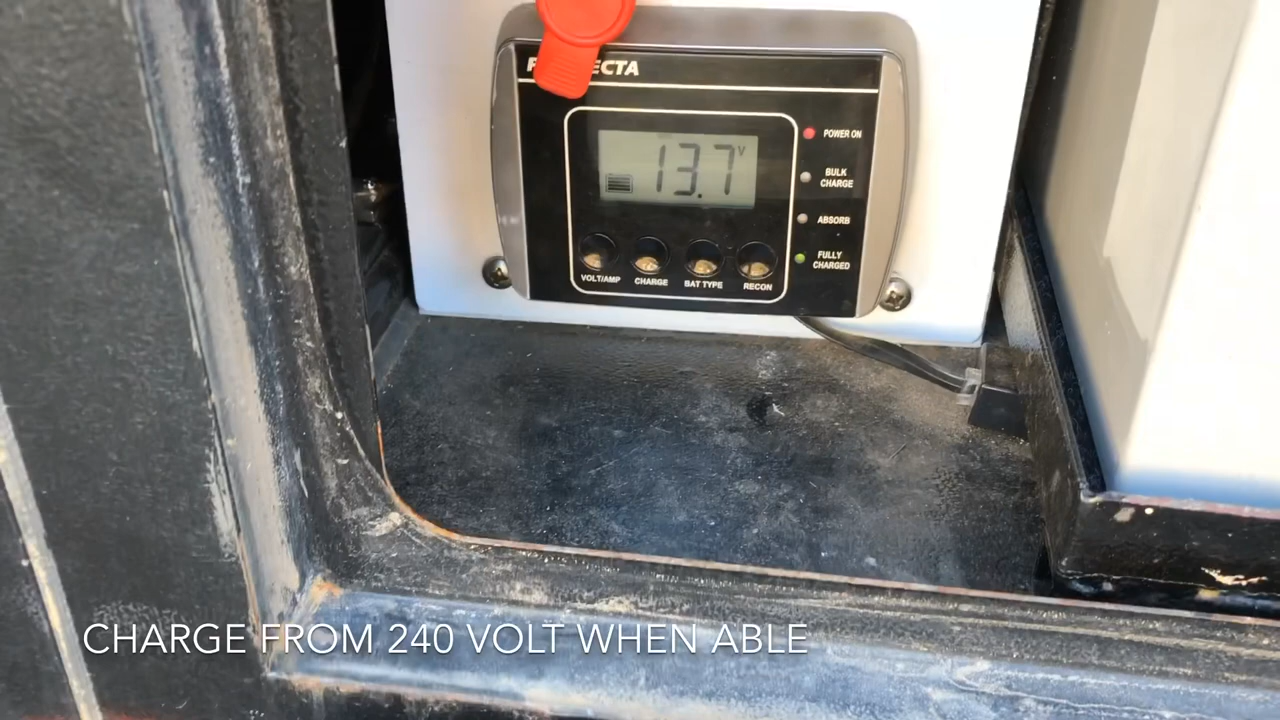 ECTA
13.7 V
POWER ON
BULK
CHARGE
ABSORB
FULLY
CHARGED
VOLT/AMP
CHARGE
BAT TYPE
RECON
CHARGE FROM 240 VOLT WHEN ABLE